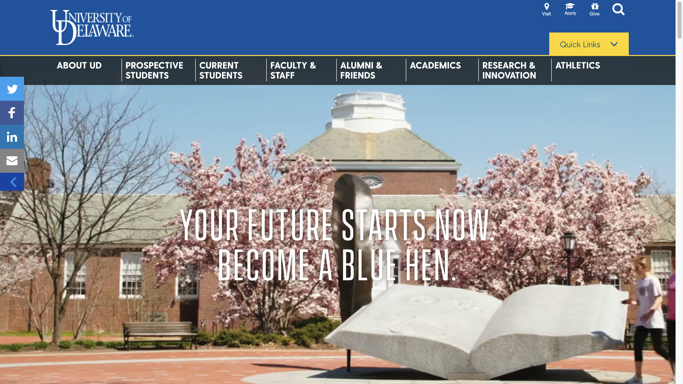 UNIVERSITY OF
DELAWARE.
Visit
Apply
Give
Quick Links
ABOUT UD
PROSPECTIVE
STUDENTS
CURRENT
STUDENTS
FACULTY &
STAFF
ALUMNI &
FRIENDS
ACADEMICS
RESEARCH &
INNOVATION
ATHLETICS
YOUR FUTURE STARTS NOW.
BECOME A BLUE HEN.